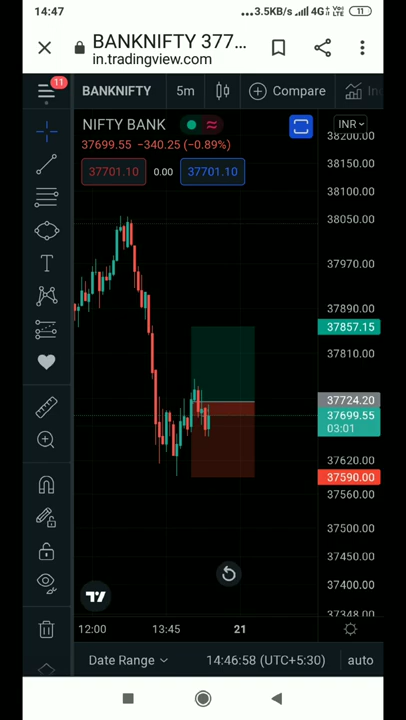 14:47
...3.5KB/s 4G+ Vo LTE 11
BANKNIFTY 377...
in.tradingview.com
11
BANKNIFTY 5m Compare
NIFTY BANK
INR
37699.55 −340.25 (−0.89%)
37701.10 0.00 37701.10
38200.00
38150.00
38100.00
38050.00
37970.00
37890.00
37857.15
37810.00
37724.20
37699.55
03:01
37620.00
37590.00
37560.00
37500.00
37450.00
37400.00
37348.00
T
12:00 13:45 21
Date Range 14:46:58 (UTC+5:30) auto